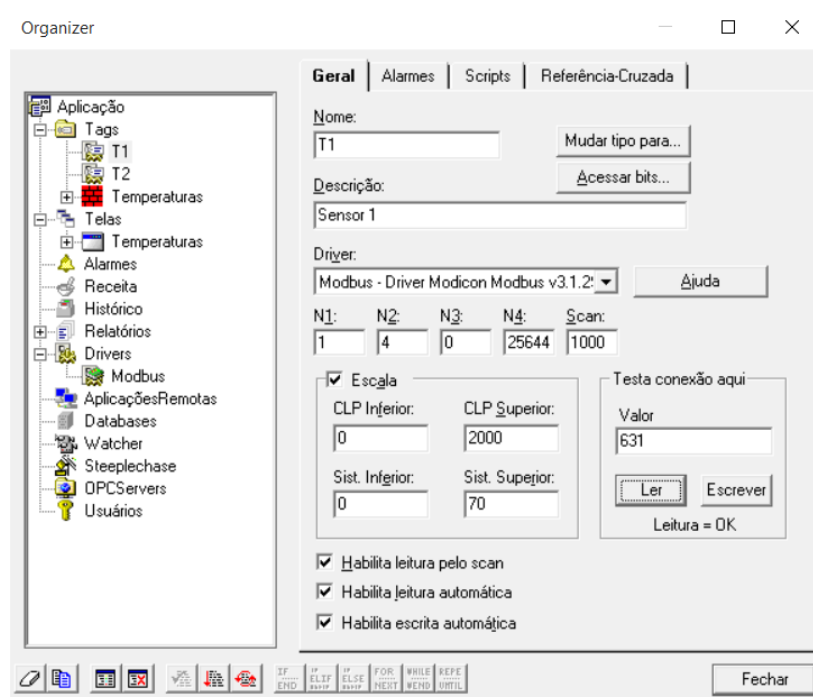 Organizer
Geral
Alarmes
Scripts
Referência-Cruzada
Aplicação
Tags
T1
T2
Temperaturas
Telas
Temperaturas
Alarmes
Receita
Histórico
Relatórios
Drivers
Modbus
AplicaçõesRemotas
Databases
Watcher
Steeplechase
OPCServers
Usuários
Nome:
T1
Mudar tipo para...
Acessar bits...
Descrição:
Sensor 1
Driver:
Modbus - Driver Modicon Modbus v3.1.2
Ajuda
N1: N2: N3: N4: Scan:
1 4 0 25644 1000
Escala
CLP Inferior: CLP Superior:
0 2000
Sist. Inferior: Sist. Superior:
0 70
Testa conexão aqui
Valor
631
Ler Escrever
Leitura = OK
Habilita leitura pelo scan
Habilita leitura automática
Habilita escrita automática
IF END
IF ELIF
IF ELSE
FOR NEXT
WHILE WEND
REPE UNTIL
Fechar